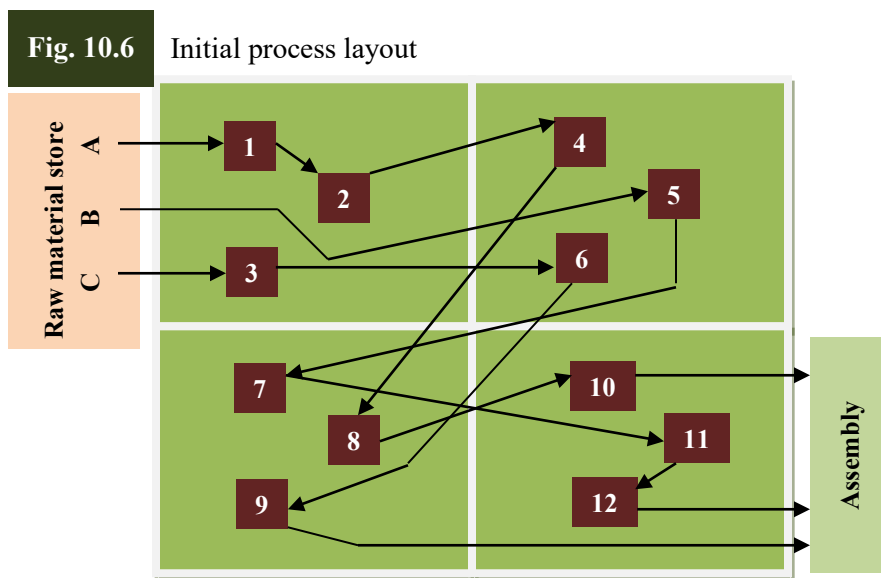 Fig. 10.6
Initial process layout
Raw material store
A
B
C
1
2
3
4
5
6
7
8
9
10
11
12
Assembly